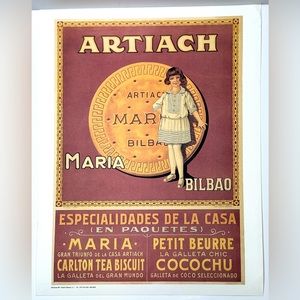 ARTIACH
ARTIACH
MARIA
BILBAO
MARIA
BILBAO
ESPECIALIDADES DE LA CASA
(EN PAQUETES)
MARIA
GRAN TRIUNFO DE LA CASA ARTIACH
CARLTON TEA BISCUIT
LA GALLETA DEL GRAN MUNDO
PETIT BEURRE
LA GALLETA CHIC
COCOCHU
GALLETA DE COCO SELECCIONADO